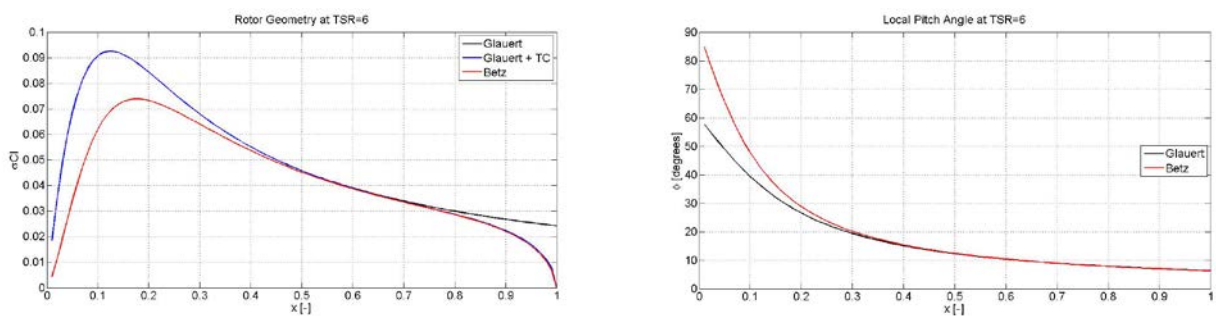 Rotor Geometry at TSR=6
0.1
0.09
0.08
0.07
0.06
0.05
0.04
0.03
0.02
0.01
0
σCl
Glauert
Glauert + TC
Betz
0 0.1 0.2 0.3 0.4 0.5 0.6 0.7 0.8 0.9 1
x [-]
Local Pitch Angle at TSR=6
90
80
70
60
50
40
30
20
10
0
ϕ [degrees]
Glauert
Betz
0 0.1 0.2 0.3 0.4 0.5 0.6 0.7 0.8 0.9 1
x [-]